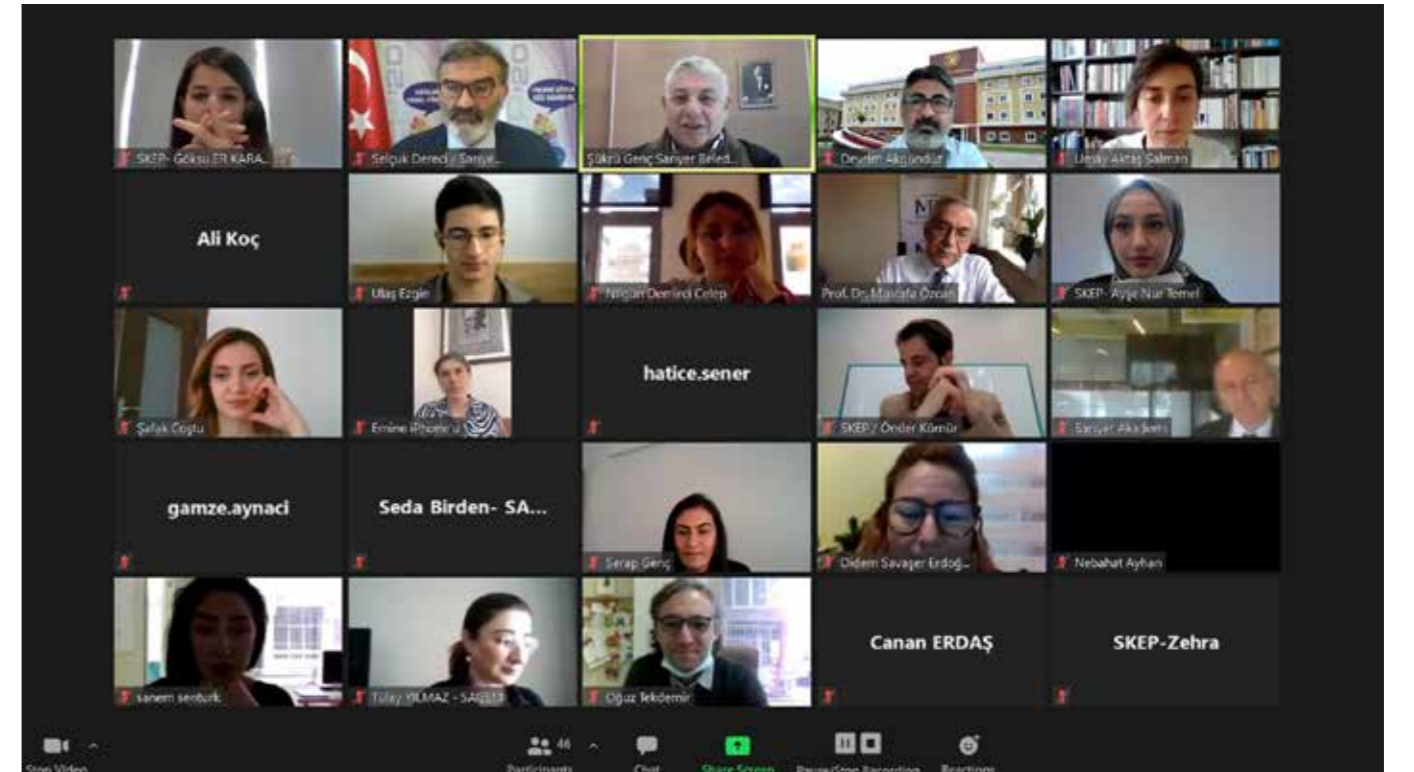 SKEP- Göksu ER KARA...
Selçuk Dereci / Sarıye...
Şükrü Genç Sarıyer Beled...
Devrim Akgündüz
Umay Aktaş Salman
Ali Koç
Ulaş Ezgin
Nilgün Demirci Celep
Prof. Dr. Mustafa Özcan
SKEP- Ayşe Nur Temel
Şafak Coştu
Emine iPhone'u
hatice.sener
SKEP / Önder Kömür
Sarıyer Akademi
gamze.aynaci
Seda Birden- SA...
Serap Genç
Didem Savaşer Erdoğ...
Nebahat Ayhan
sanem senturk
Tülay YILMAZ -
Oğuz Tekdemir
Canan ERDAŞ
SKEP-Zehra
Stop Video
46
Participants
Chat
Share Screen
Pause/Stop Recording
Reactions